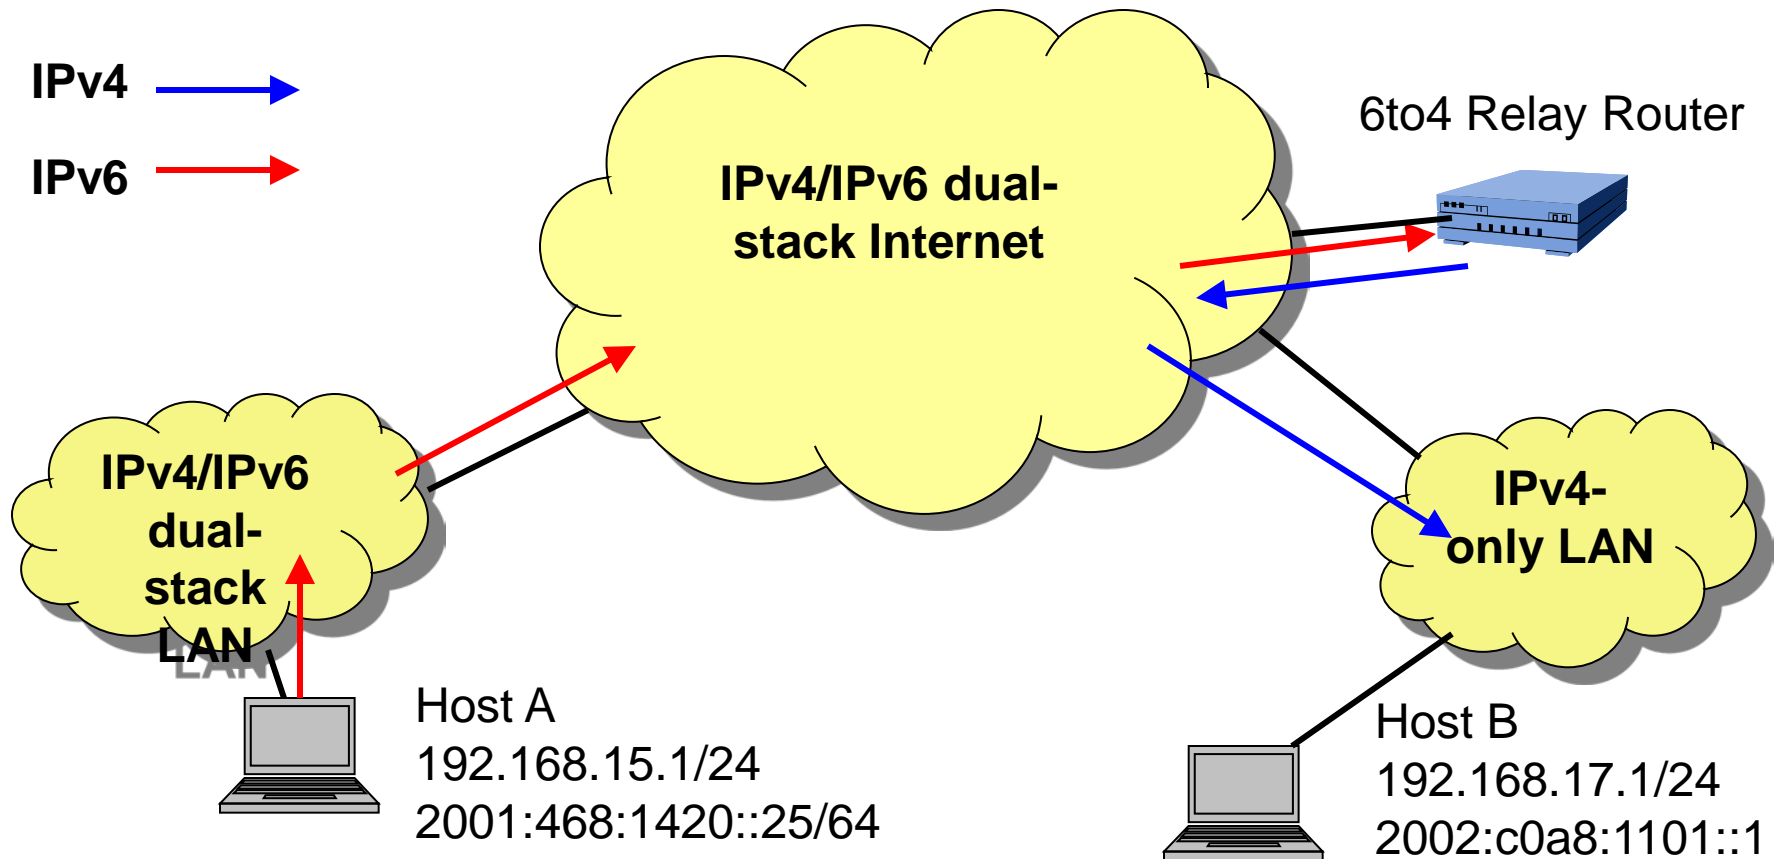 IPv4
IPv6
6to4 Relay Router
IPv4/IPv6 dual-
stack Internet
IPv4/IPv6
dual-
stack
LAN
IPv4-
only LAN
Host A
192.168.15.1/24
2001:468:1420::25/64
Host B
192.168.17.1/24
2002:c0a8:1101::1